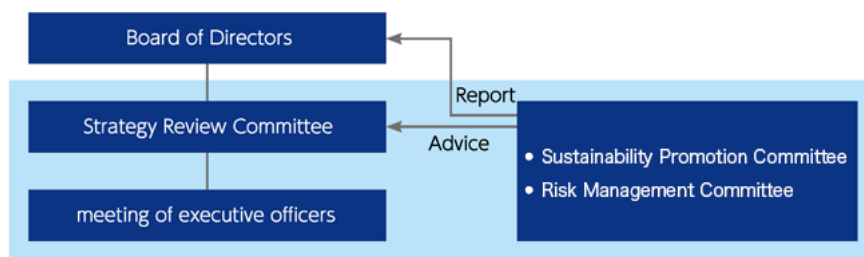 Board of Directors
Report
Strategy Review Committee
Advice
• Sustainability Promotion Committee
• Risk Management Committee
meeting of executive officers